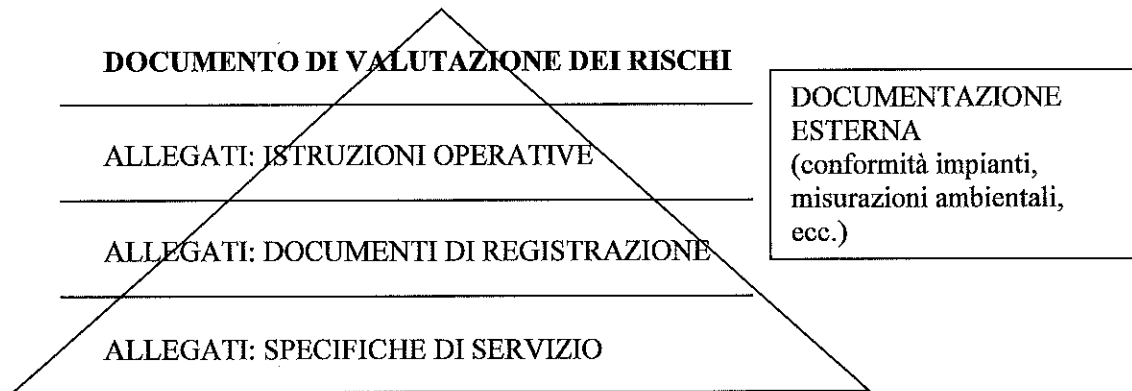 DOCUMENTO DI VALUTAZIONE DEI RISCHI
ALLEGATI: ISTRUZIONI OPERATIVE
ALLEGATI: DOCUMENTI DI REGISTRAZIONE
ALLEGATI: SPECIFICHE DI SERVIZIO
DOCUMENTAZIONE
ESTERNA
(conformità impianti,
misurazioni ambientali,
ecc.)